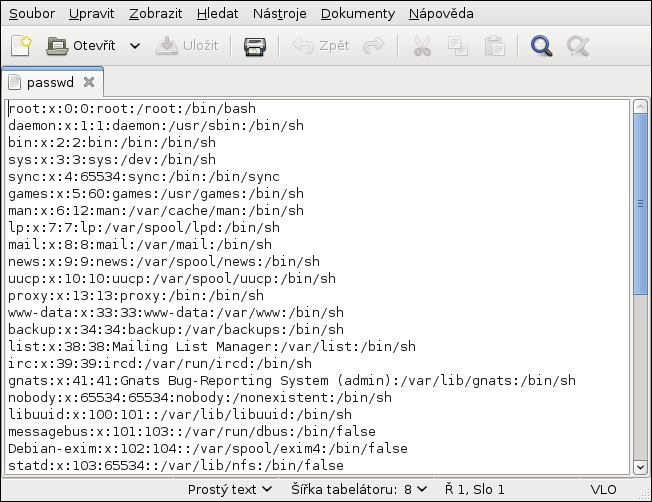 Soubor Upravit Zobrazit Hledat Nástroje Dokumenty Nápověda
Otevřít Uložit Zpět
passwd
root:x:0:0:root:/root:/bin/bash
daemon:x:1:1:daemon:/usr/sbin:/bin/sh
bin:x:2:2:bin:/bin:/bin/sh
sys:x:3:3:sys:/dev:/bin/sh
sync:x:4:65534:sync:/bin:/bin/sync
games:x:5:60:games:/usr/games:/bin/sh
man:x:6:12:man:/var/cache/man:/bin/sh
lp:x:7:7:lp:/var/spool/lpd:/bin/sh
mail:x:8:8:mail:/var/mail:/bin/sh
news:x:9:9:news:/var/spool/news:/bin/sh
uucp:x:10:10:uucp:/var/spool/uucp:/bin/sh
proxy:x:13:13:proxy:/bin:/bin/sh
www-data:x:33:33:www-data:/var/www:/bin/sh
backup:x:34:34:backup:/var/backups:/bin/sh
list:x:38:38:Mailing List Manager:/var/list:/bin/sh
irc:x:39:39:ircd:/var/run/ircd:/bin/sh
gnats:x:41:41:Gnats Bug-Reporting System (admin):/var/lib/gnats:/bin/sh
nobody:x:65534:65534:nobody:/nonexistent:/bin/sh
libuuid:x:100:101::/var/lib/libuuid:/bin/sh
messagebus:x:101:103::/var/run/dbus:/bin/false
Debian-exim:x:102:104::/var/spool/exim4:/bin/false
statd:x:103:65534::/var/lib/nfs:/bin/false
Prostý text Šířka tabelátoru: 8 Ř 1, Slo 1 VLO